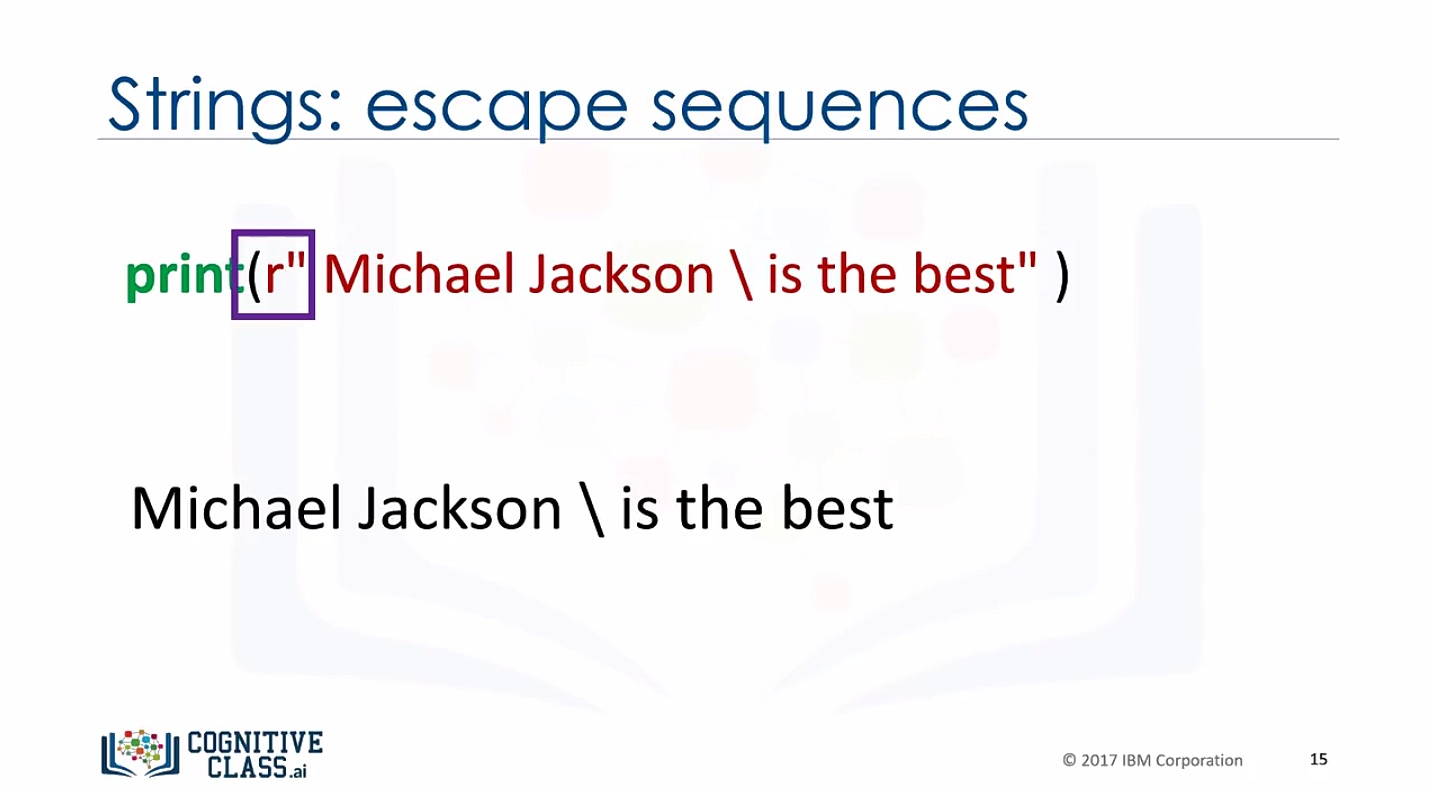 Strings: escape sequences
print(r" Michael Jackson \ is the best" )
Michael Jackson \ is the best
COGNITIVE
CLASS.ai
© 2017 IBM Corporation
15